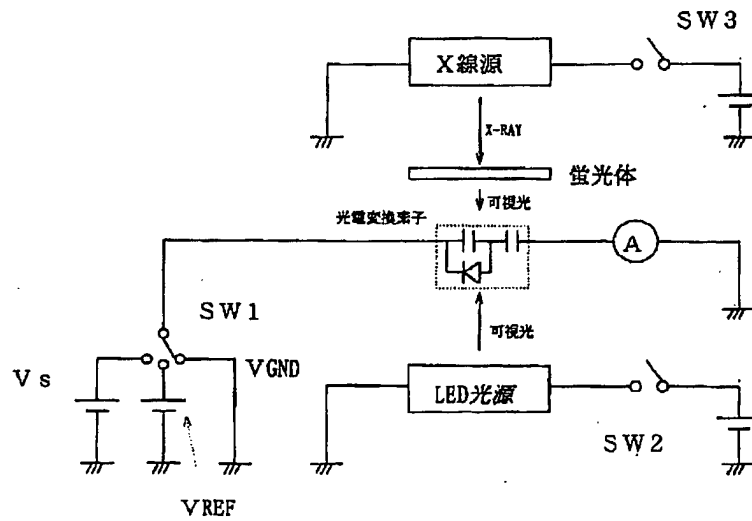 SW3
X線源
X-RAY
蛍光体
可視光
光電変換素子
A
SW1
可視光
VGND
Vs
LED光源
SW2
VREF